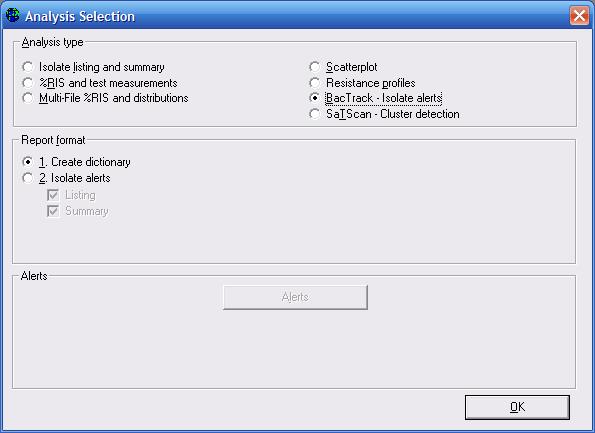 Analysis Selection
Analysis type
Isolate listing and summary
%RIS and test measurements
Multi-File %RIS and distributions
Scatterplot
Resistance profiles
BacTrack - Isolate alerts
SaTScan - Cluster detection
Report format
1. Create dictionary
2. Isolate alerts
Listing
Summary
Alerts
Alerts
OK